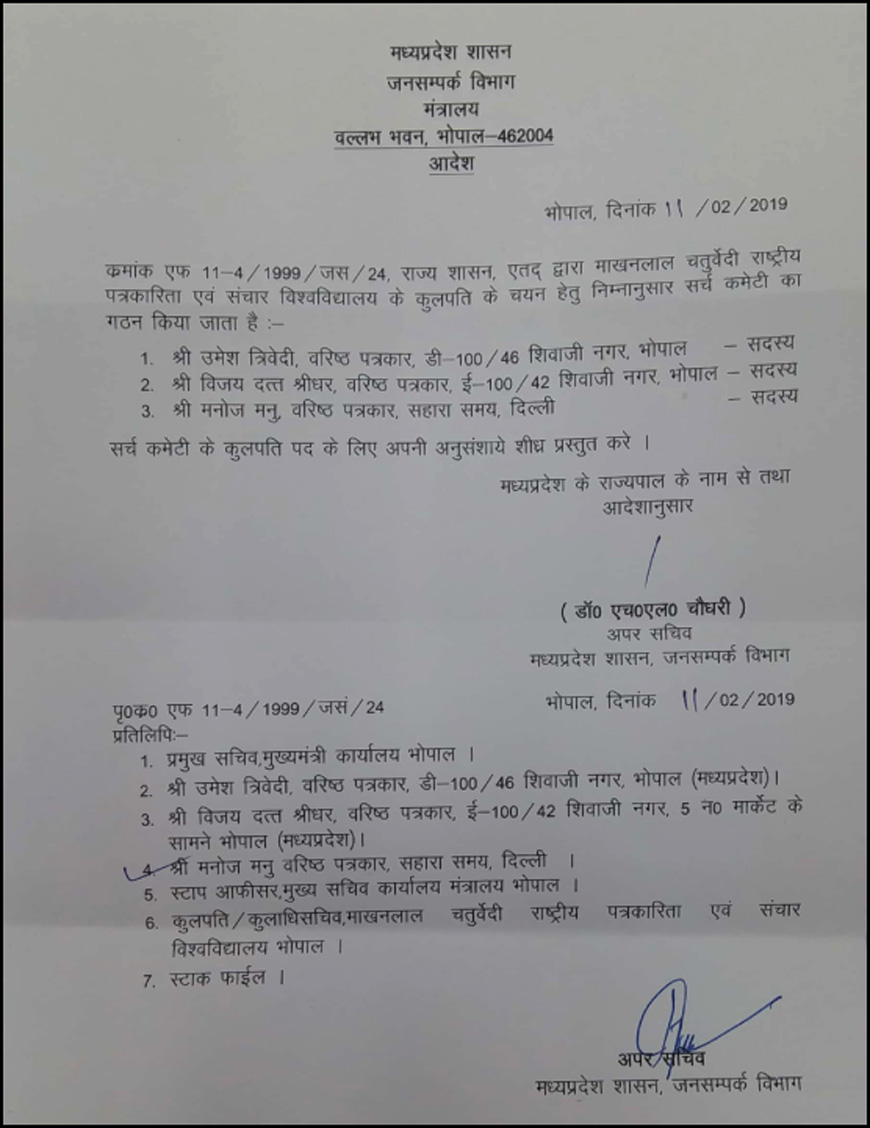 मध्यप्रदेश शासन
जनसम्पर्क विभाग
मंत्रालय
वल्लभ भवन, भोपाल–462004
आदेश
भोपाल, दिनांक 11/02/2019
क्रमांक एफ 11–4/1999/जस/24, राज्य शासन, एतद् द्वारा माखनलाल चतुर्वेदी राष्ट्रीय
पत्रकारिता एवं संचार विश्वविद्यालय के कुलपति के चयन हेतु निम्नानुसार सर्च कमेटी का
गठन किया जाता है :–
1. श्री उमेश त्रिवेदी, वरिष्ठ पत्रकार, डी–100/46 शिवाजी नगर, भोपाल – सदस्य
2. श्री विजय दत्त श्रीधर, वरिष्ठ पत्रकार, ई–100/42 शिवाजी नगर, भोपाल – सदस्य
3. श्री मनोज मनु, वरिष्ठ पत्रकार, सहारा समय, दिल्ली – सदस्य
सर्च कमेटी के कुलपति पद के लिए अपनी अनुसंशाये शीध्र प्रस्तुत करे ।
मध्यप्रदेश के राज्यपाल के नाम से तथा
आदेशानुसार
( डॉ0 एच0एल0 चौधरी )
अपर सचिव
मध्यप्रदेश शासन, जनसम्पर्क विभाग
पृ0क0 एफ 11–4/1999/जसं/24 भोपाल, दिनांक 11/02/2019
प्रतिलिपिः–
1. प्रमुख सचिव,मुख्यमंत्री कार्यालय भोपाल ।
2. श्री उमेश त्रिवेदी, वरिष्ठ पत्रकार, डी–100/46 शिवाजी नगर, भोपाल (मध्यप्रदेश)।
3. श्री विजय दत्त श्रीधर, वरिष्ठ पत्रकार, ई–100/42 शिवाजी नगर, 5 न0 मार्केट के
सामने भोपाल (मध्यप्रदेश)।
4. श्री मनोज मनु वरिष्ठ पत्रकार, सहारा समय, दिल्ली ।
5. स्टाप आफीसर,मुख्य सचिव कार्यालय मंत्रालय भोपाल ।
6. कुलपति/कुलाधिसचिव,माखनलाल चतुर्वेदी राष्ट्रीय पत्रकारिता एवं संचार
विश्वविद्यालय भोपाल ।
7. स्टाक फाईल ।
अपर सचिव
मध्यप्रदेश शासन, जनसम्पर्क विभाग